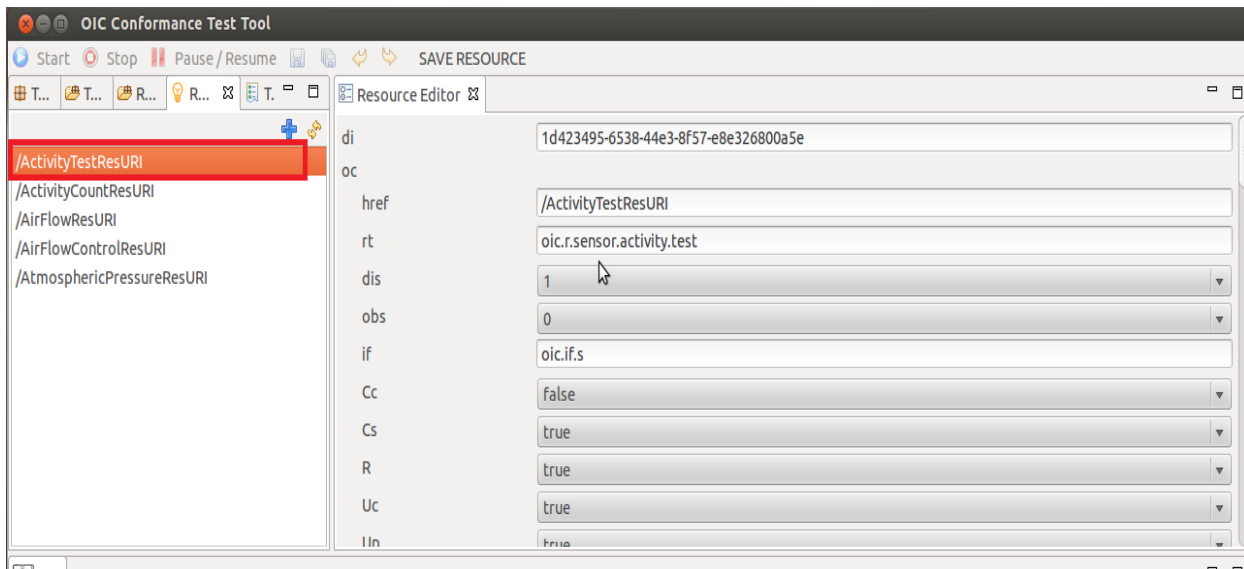 OIC Conformance Test Tool
Start Stop Pause / Resume SAVE RESOURCE
T... T... R... R... T. Resource Editor
/ActivityTestResURI
/ActivityCountResURI
/AirFlowResURI
/AirFlowControlResURI
/AtmosphericPressureResURI
di 1d423495-6538-44e3-8f57-e8e326800a5e
oc
href /ActivityTestResURI
rt oic.r.sensor.activity.test
dis 1
obs 0
if oic.if.s
Cc false
Cs true
R true
Uc true
Up true